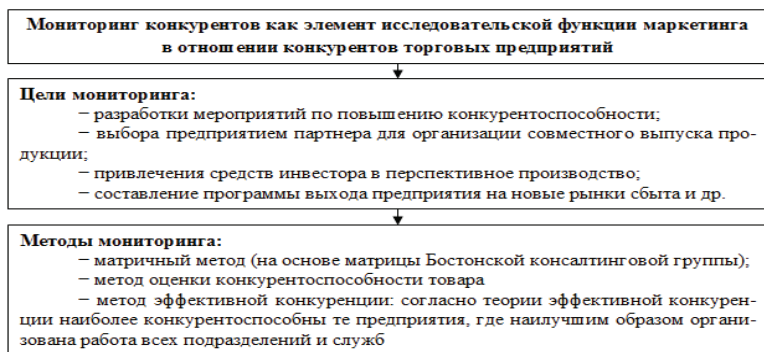 Мониторинг конкурентов как элемент исследовательской функции маркетинга
в отношении конкурентов торговых предприятий
Цели мониторинга:
− разработки мероприятий по повышению конкурентоспособности;
− выбора предприятием партнера для организации совместного выпуска про-
дукции;
− привлечения средств инвестора в перспективное производство;
− составление программы выхода предприятия на новые рынки сбыта и др.
Методы мониторинга:
− матричный метод (на основе матрицы Бостонской консалтинговой группы);
− метод оценки конкурентоспособности товара
− метод эффективной конкуренции: согласно теории эффективной конкурен-
ции наиболее конкурентоспособны те предприятия, где наилучшим образом органи-
зована работа всех подразделений и служб